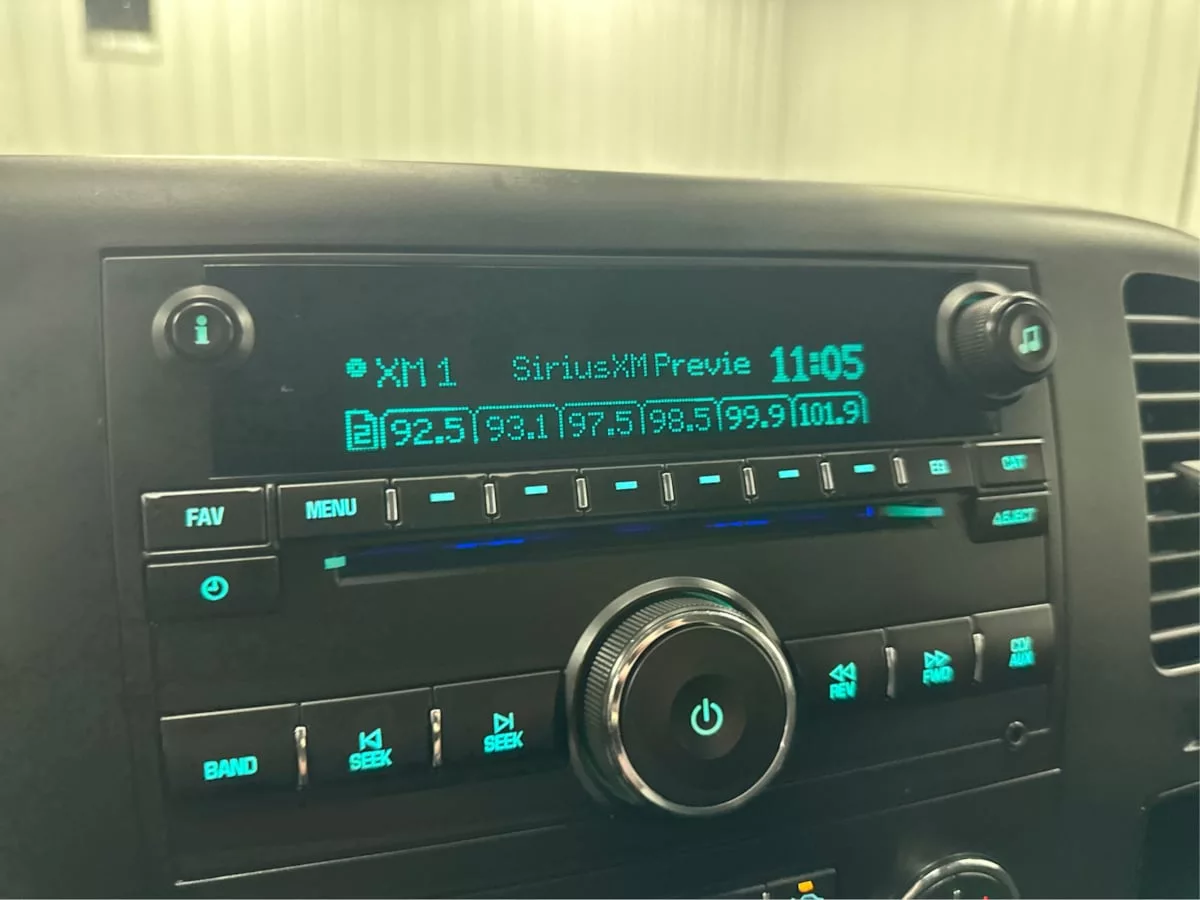 i
XM 1 SiriusXM Previe 11:05
2 92.5 93.1 97.5 98.5 99.9 101.9
FAV MENU EQ CAT
EJECT
BAND SEEK SEEK REV FWD CD/AUX